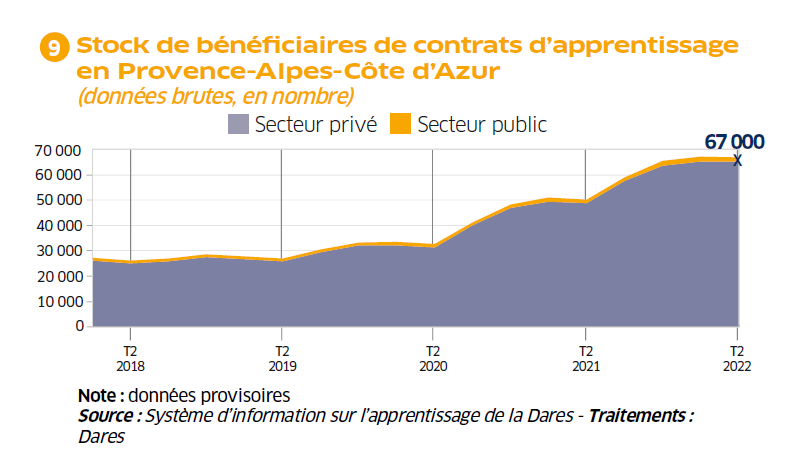 9 Stock de bénéficiaires de contrats d'apprentissage
en Provence-Alpes-Côte d'Azur
(données brutes, en nombre)
Secteur privé Secteur public
67 000
70 000
60 000
50 000
40 000
30 000
20 000
10 000
0
T2 T2 T2 T2 T2
2018 2019 2020 2021 2022
Note : données provisoires
Source : Système d'information sur l'apprentissage de la Dares - Traitements :
Dares